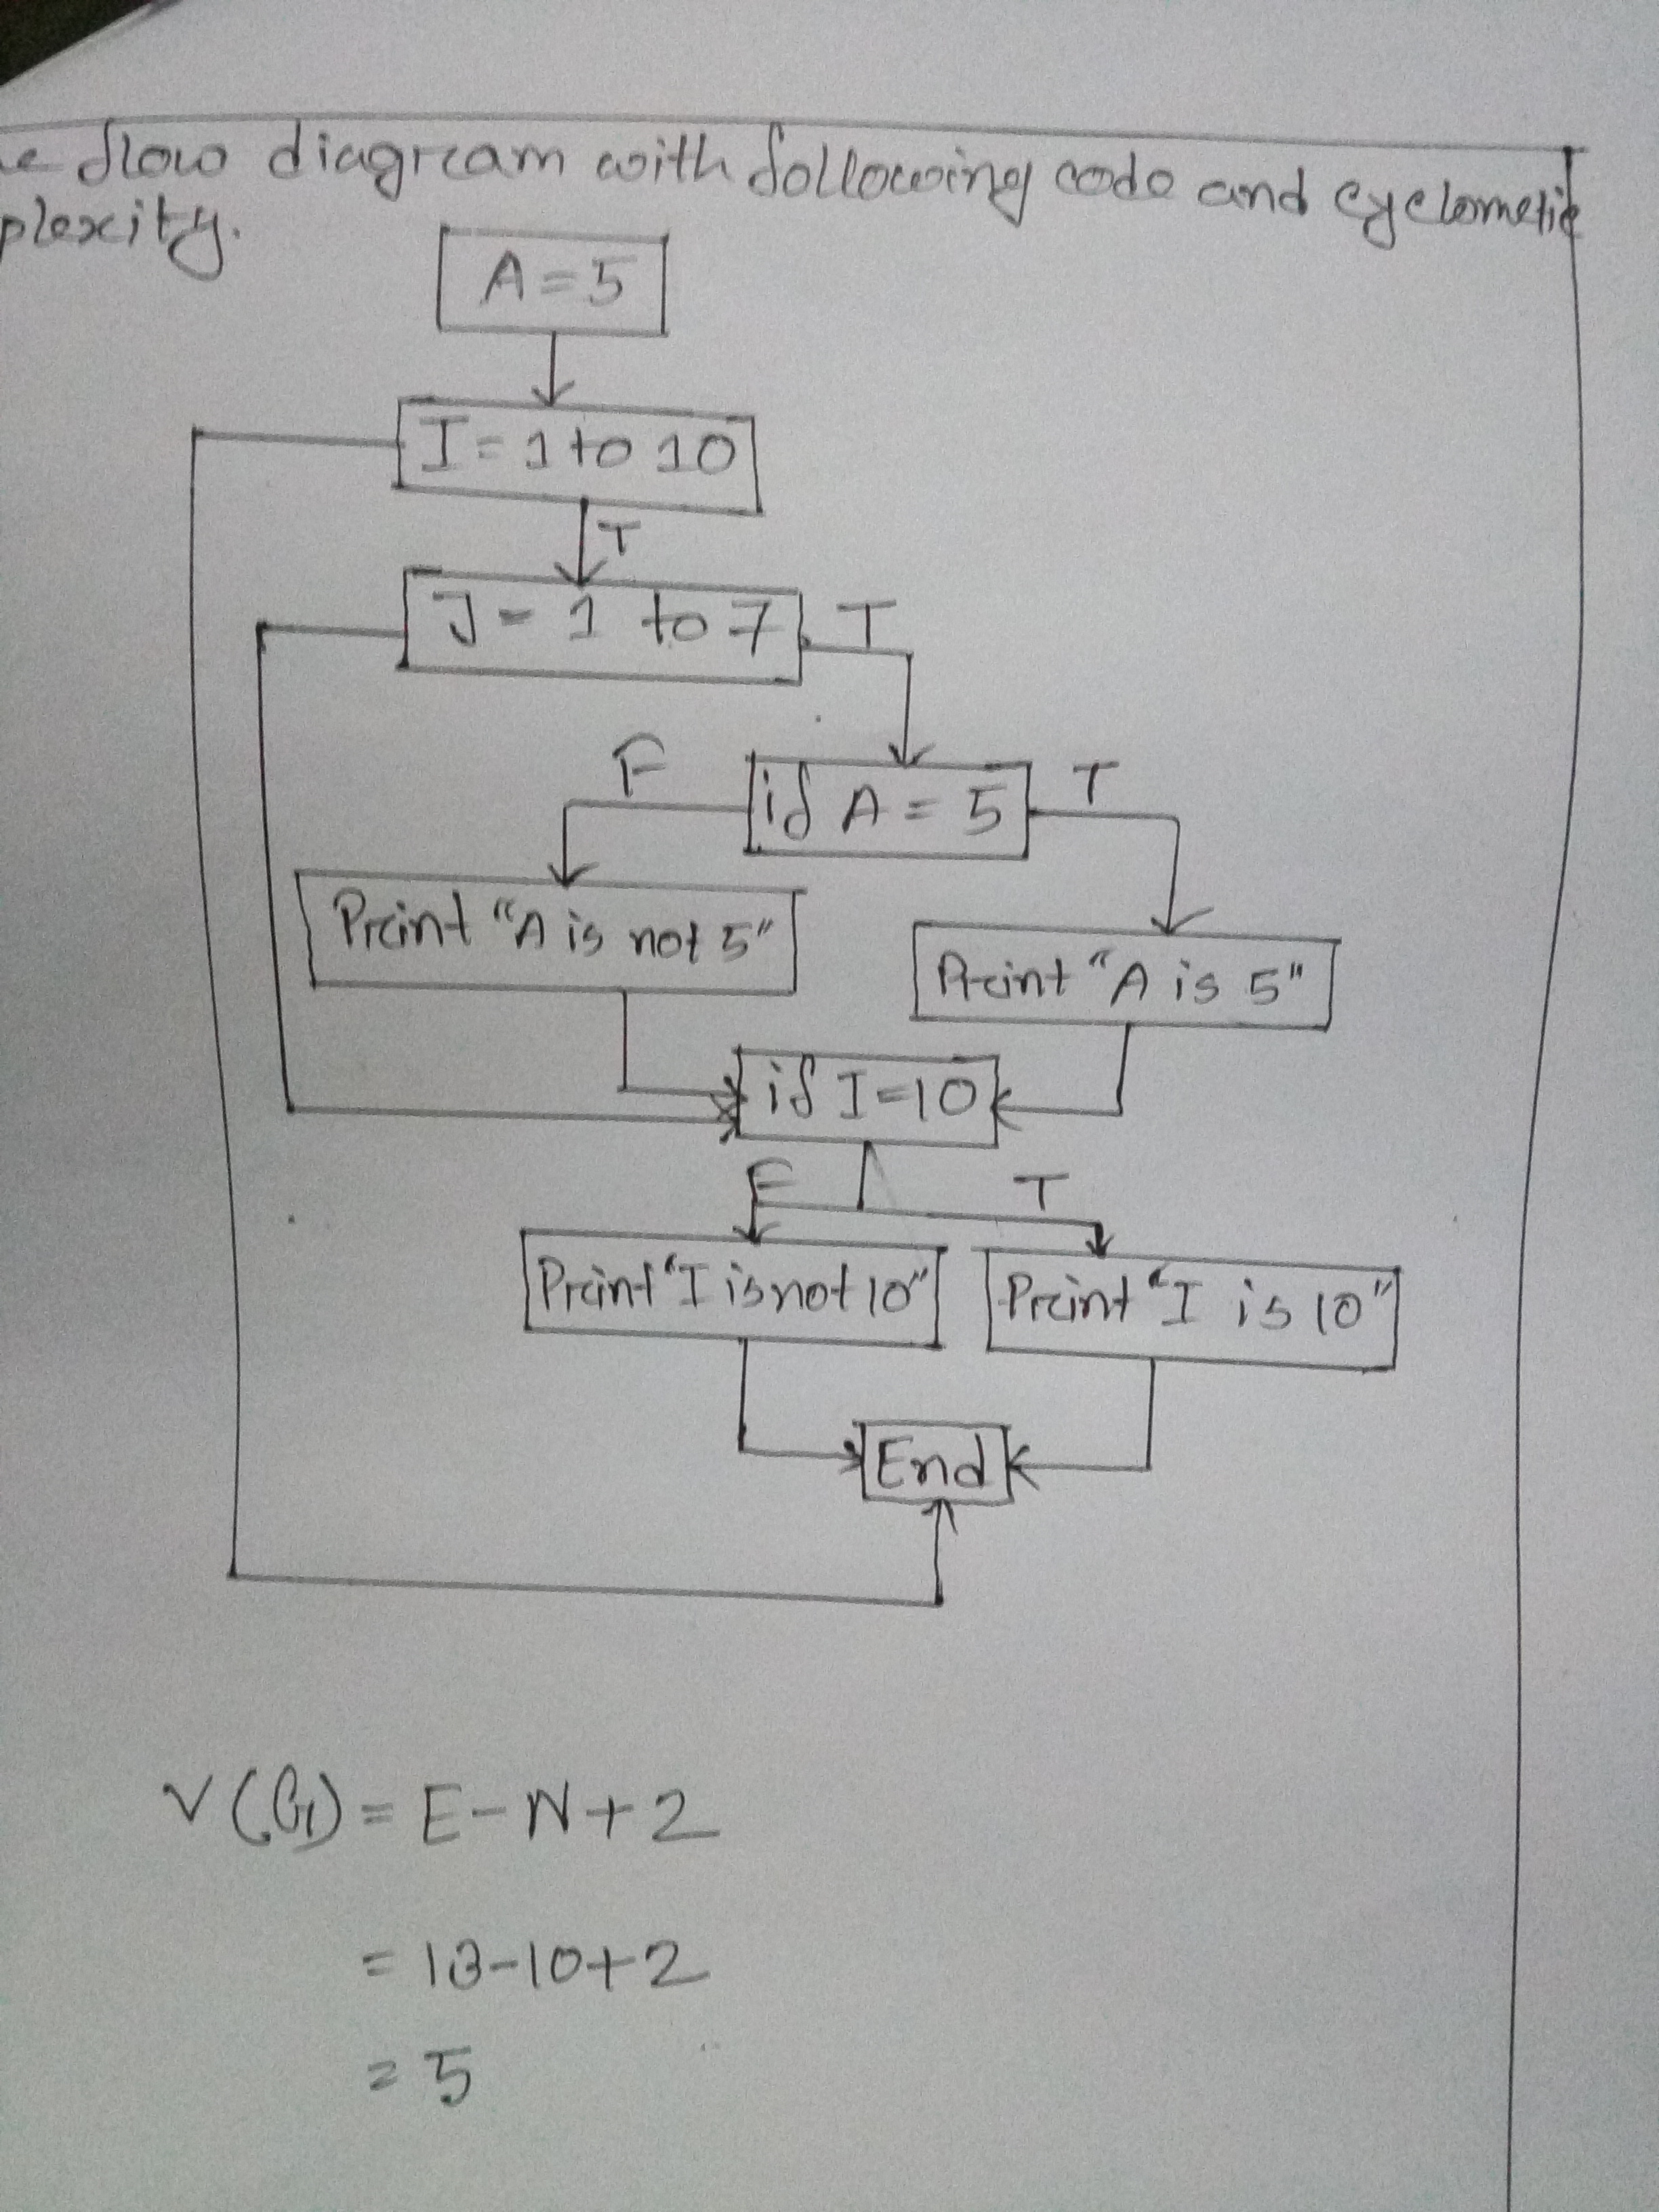 flow diagram with following code and cyclometic
plexity.
A = 5
I = 1 to 10
T
J = 1 to 7 T
F if A = 5 T
Print "A is not 5"
Print "A is 5"
if I = 10
F T
Print "I is not 10" Print "I is 10"
End
V(G) = E - N + 2
= 13 - 10 + 2
= 5